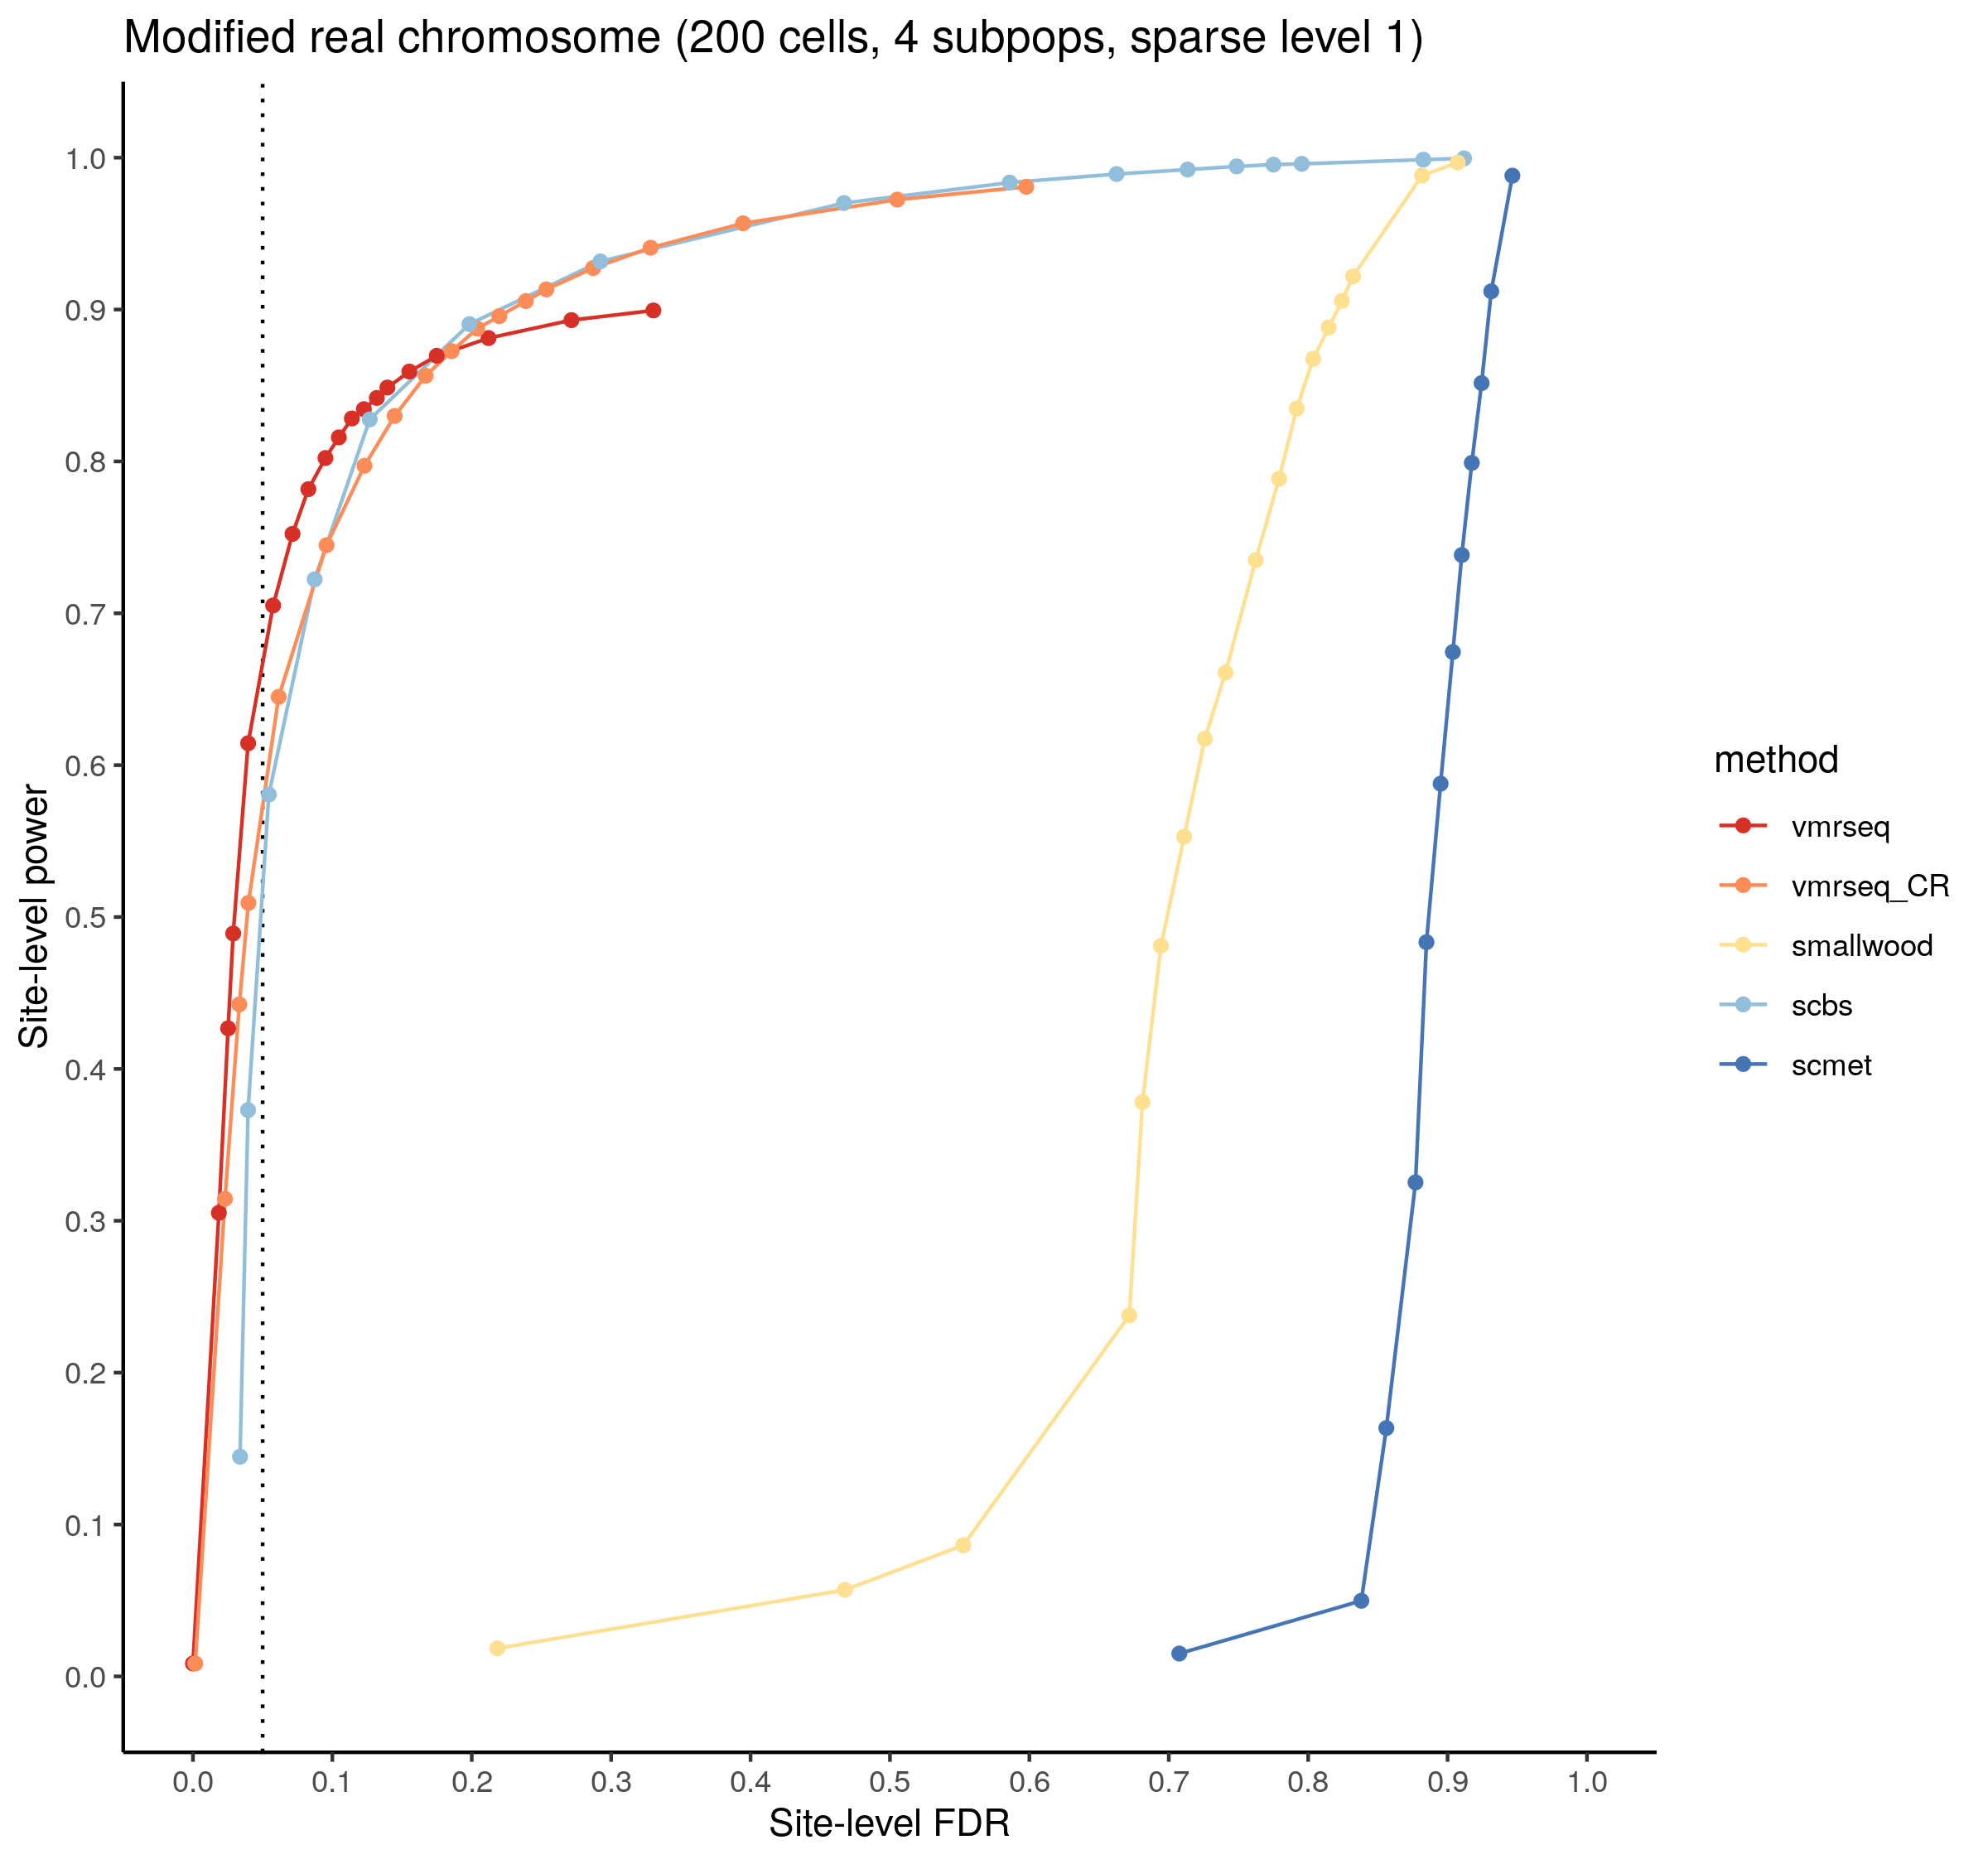 Modified real chromosome (200 cells, 4 subpops, sparse level 1)
Site-level power
1.0
0.9
0.8
0.7
0.6
0.5
0.4
0.3
0.2
0.1
0.0
0.0 0.1 0.2 0.3 0.4 0.5 0.6 0.7 0.8 0.9 1.0
Site-level FDR
method
vmrseq
vmrseq_CR
smallwood
scbs
scmet